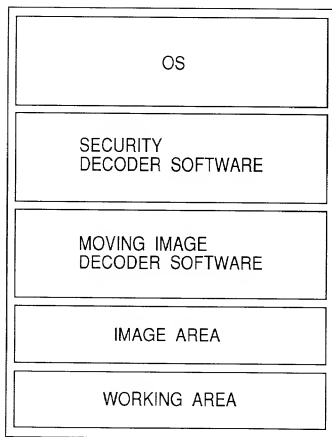 OS
SECURITY
DECODER SOFTWARE
MOVING IMAGE
DECODER SOFTWARE
IMAGE AREA
WORKING AREA